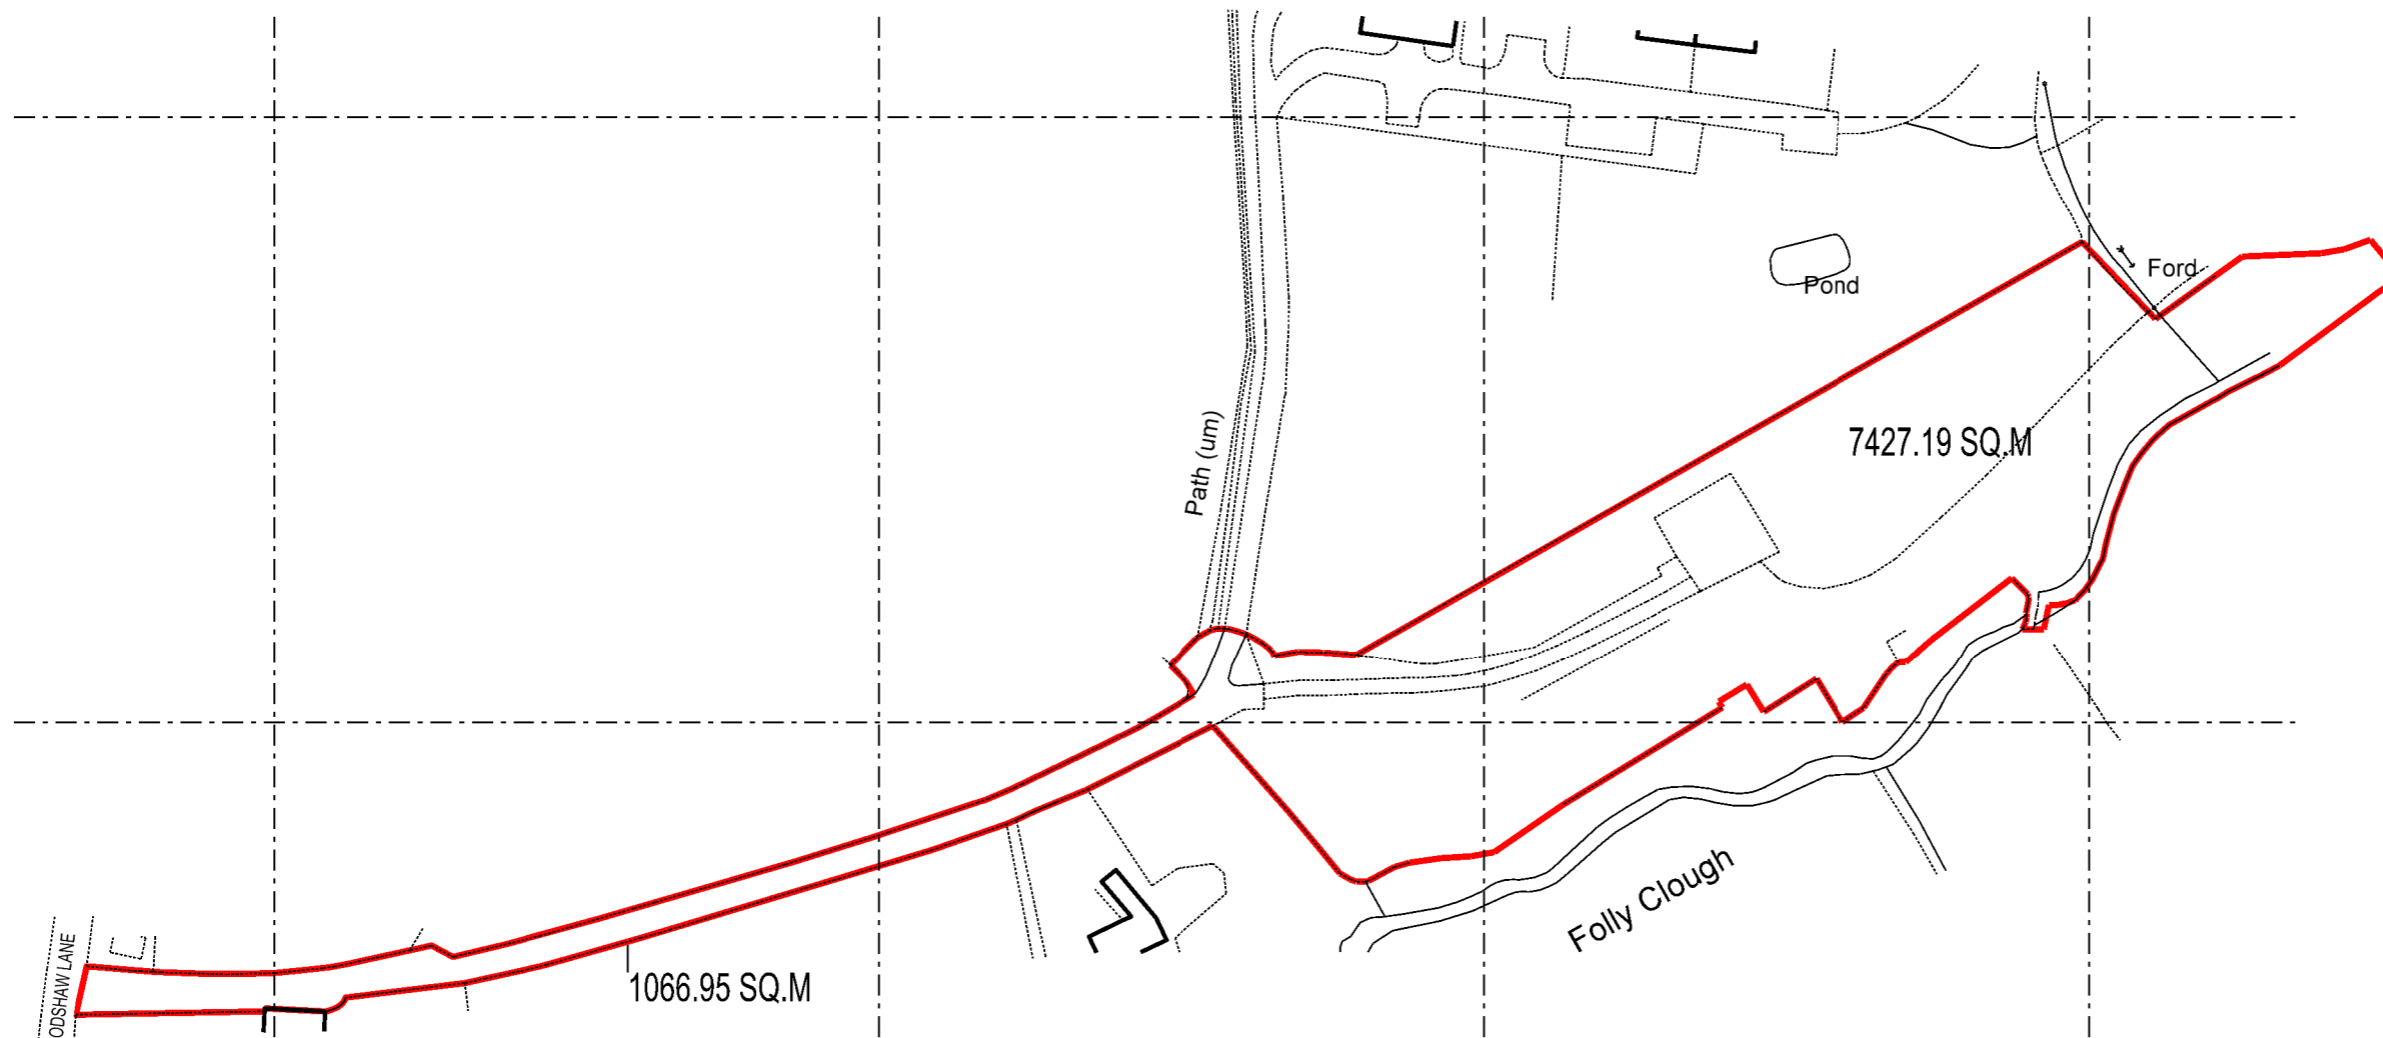 Ford
Pond
Path (um)
7427.19 SQ.M
Folly Clough
ODSHAW LANE
1066.95 SQ.M